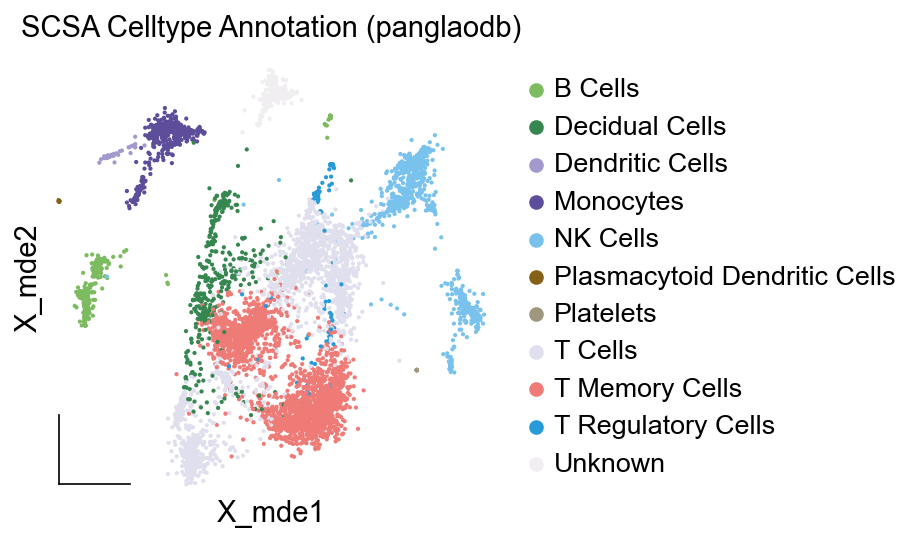 SCSA Celltype Annotation (panglaodb)
B Cells
Decidual Cells
Dendritic Cells
Monocytes
NK Cells
Plasmacytoid Dendritic Cells
Platelets
T Cells
T Memory Cells
T Regulatory Cells
Unknown
X_mde2
X_mde1